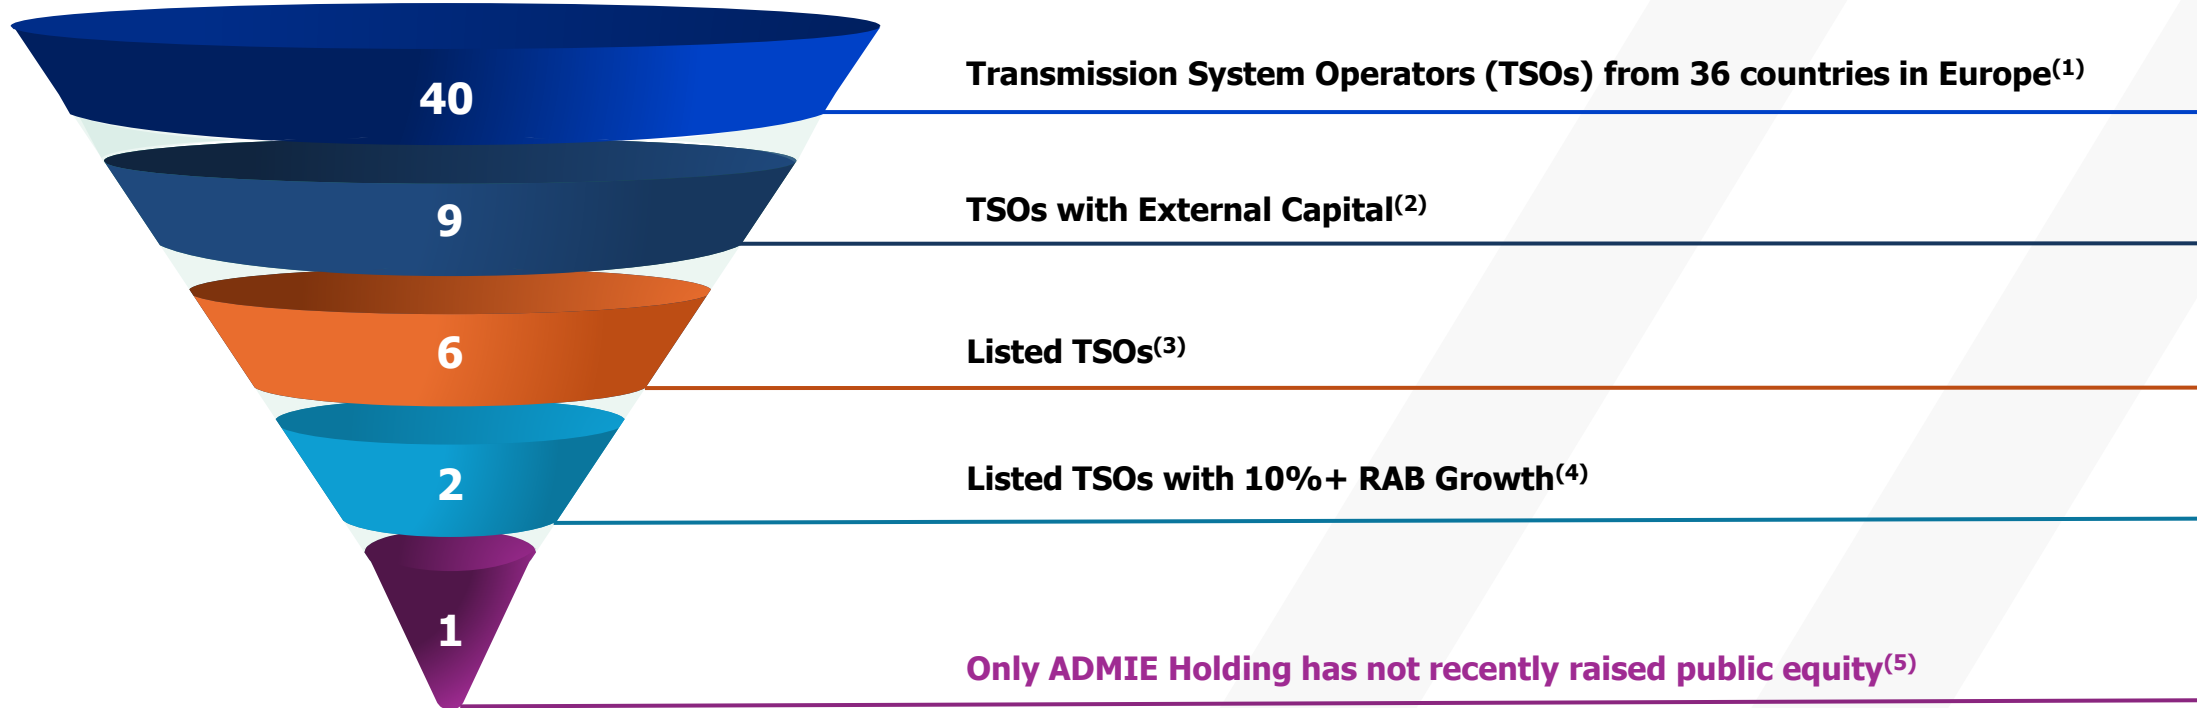 40
Transmission System Operators (TSOs) from 36 countries in Europe(1)
9
TSOs with External Capital(2)
6
Listed TSOs(3)
2
Listed TSOs with 10%+ RAB Growth(4)
1
Only ADMIE Holding has not recently raised public equity(5)